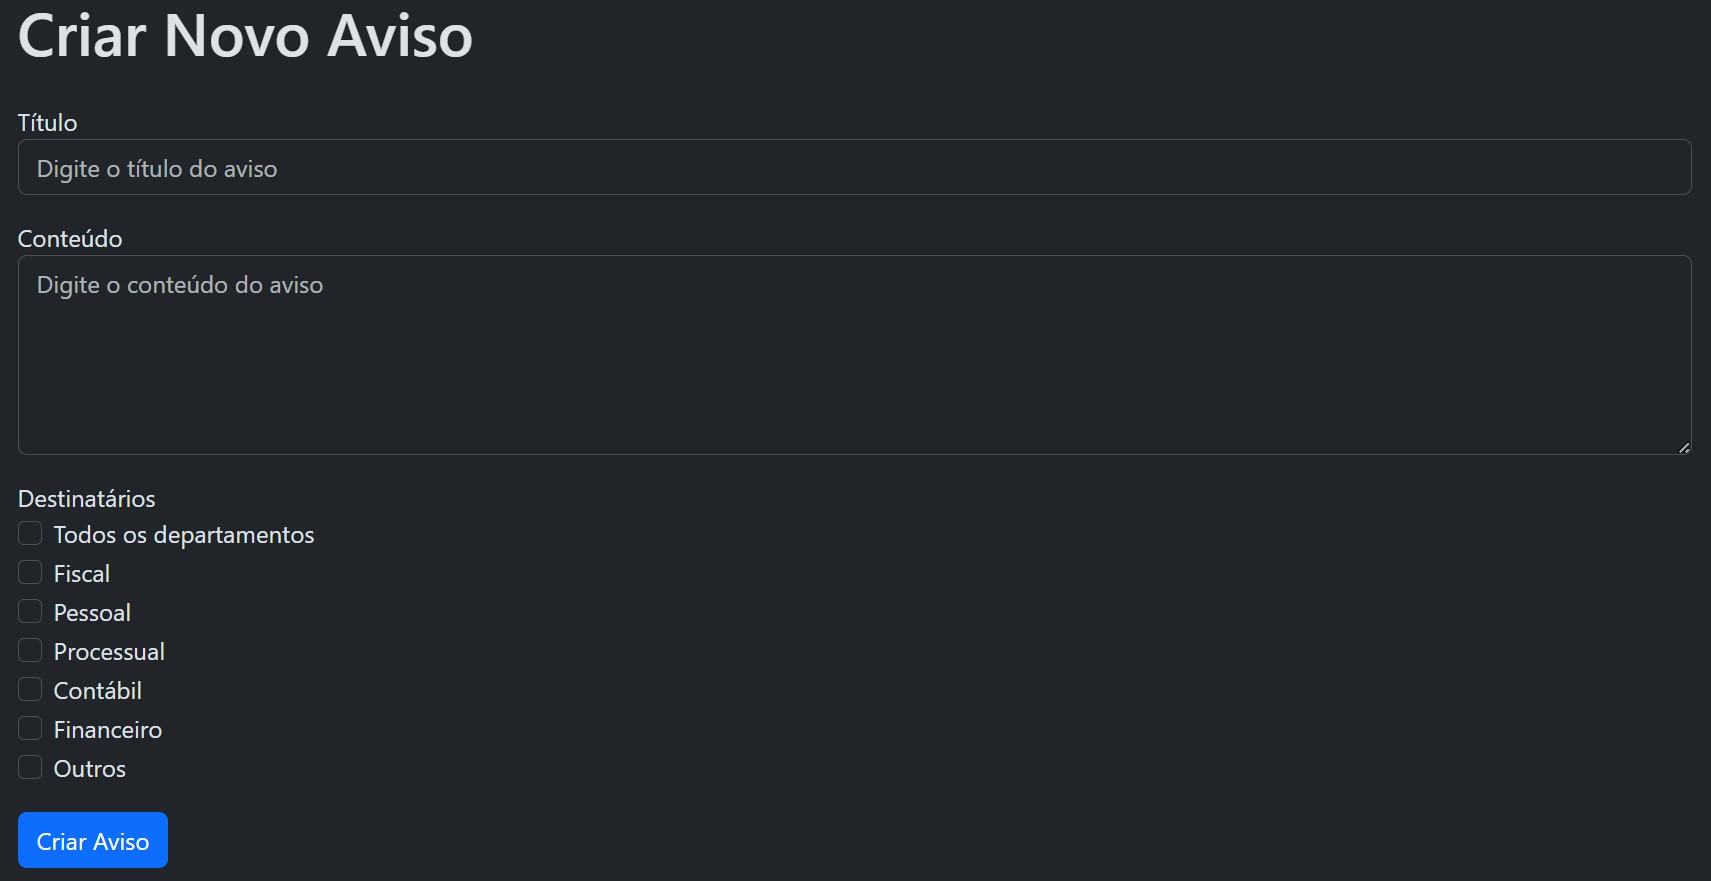 Criar Novo Aviso
Título
Digite o título do aviso
Conteúdo
Digite o conteúdo do aviso
Destinatários
Todos os departamentos
Fiscal
Pessoal
Processual
Contábil
Financeiro
Outros
Criar Aviso